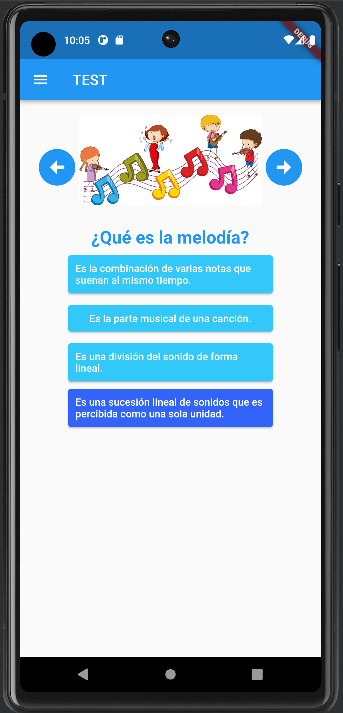 10:05
DEBUG
TEST
¿Qué es la melodía?
Es la combinación de varias notas que
suenan al mismo tiempo.
Es la parte musical de una canción.
Es una división del sonido de forma
lineal.
Es una sucesión lineal de sonidos que es
percibida como una sola unidad.